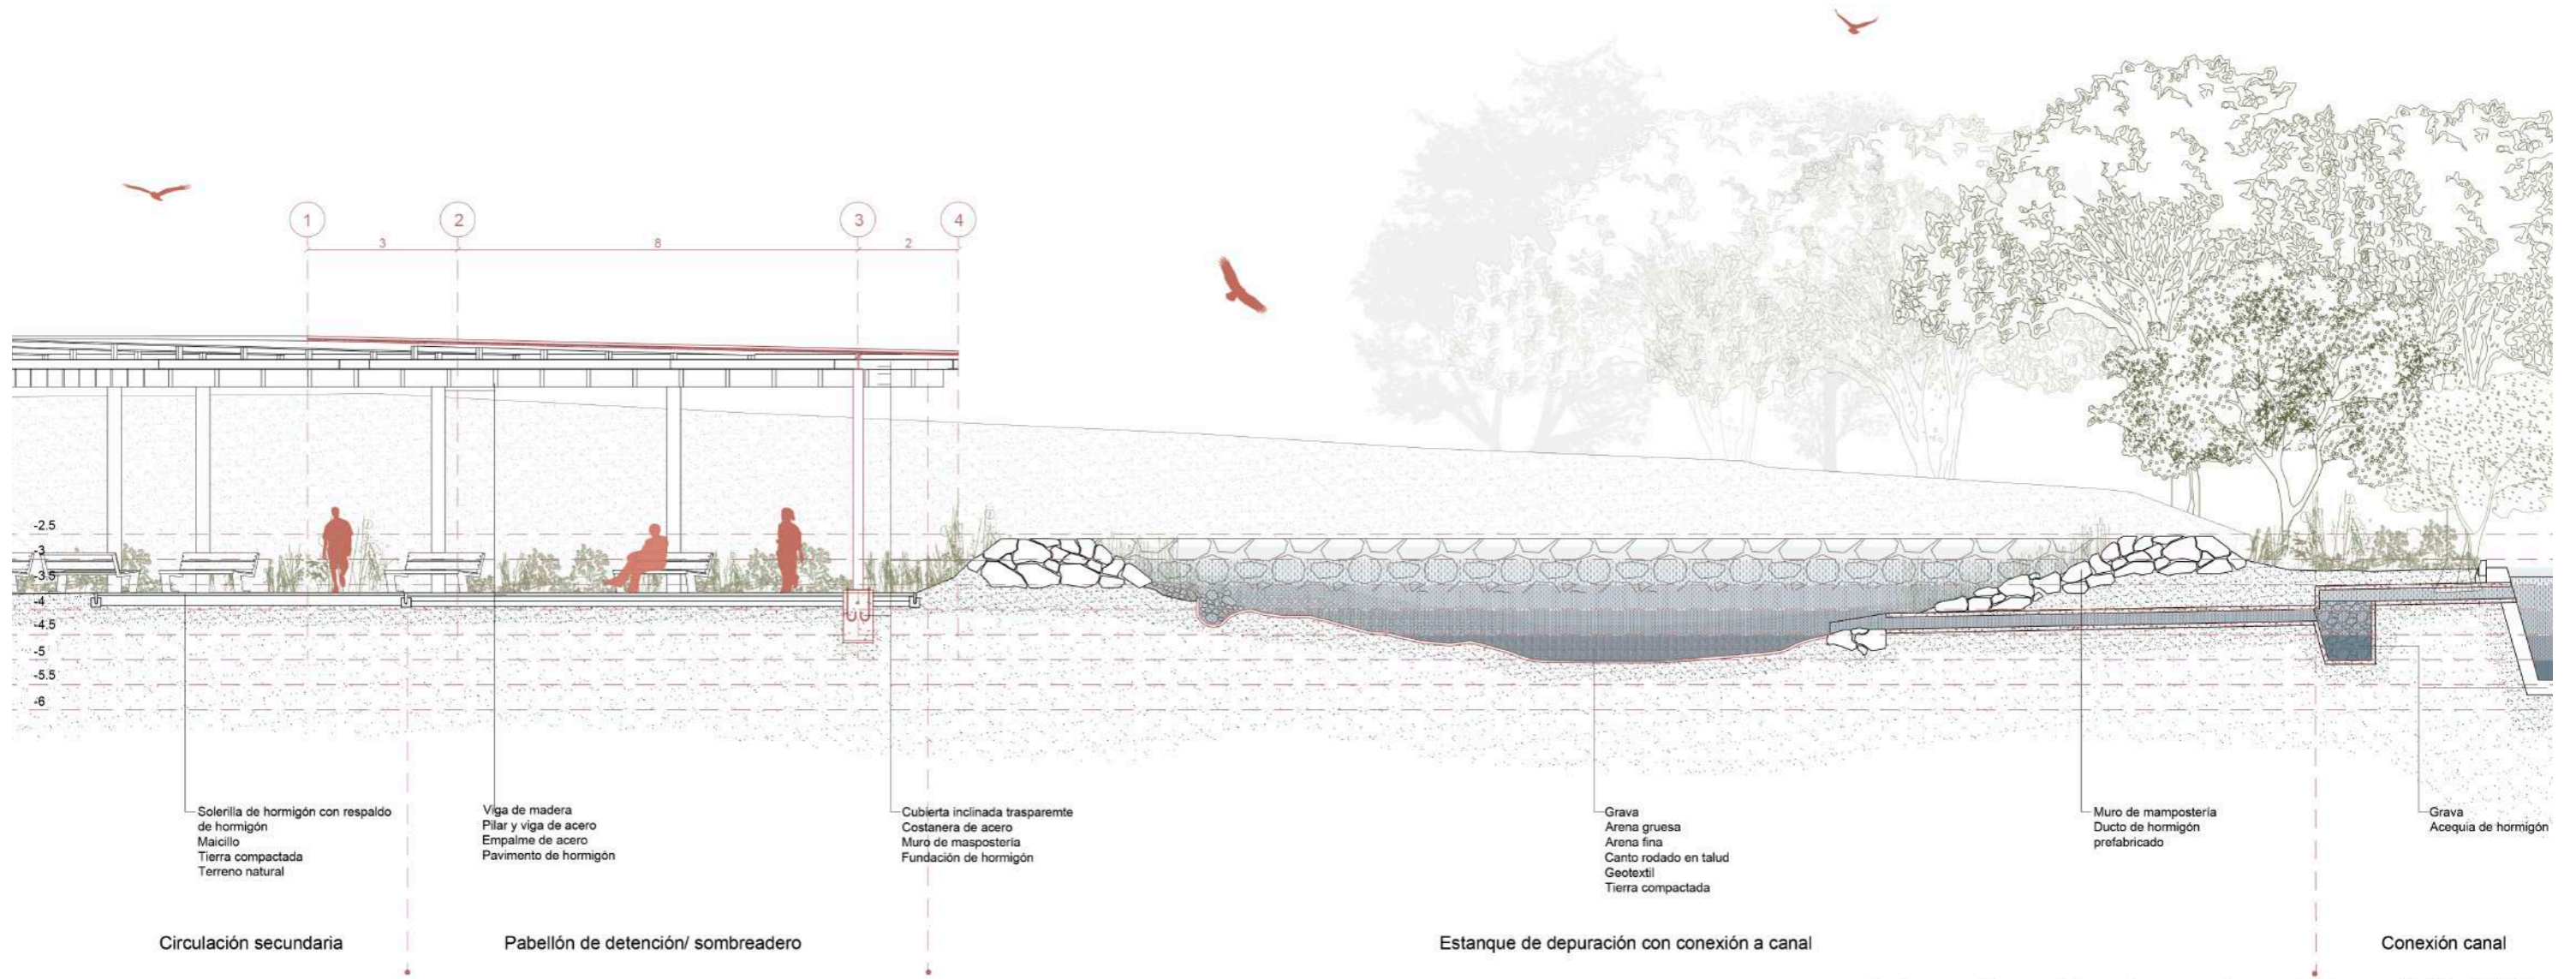 1
2
3
4
3
8
2
-2.5
-3
-3.5
-4
-4.5
-5
-5.5
-6
Solerilla de hormigón con respaldo
de hormigón
Maicillo
Tierra compactada
Terreno natural
Viga de madera
Pilar y viga de acero
Empalme de acero
Pavimento de hormigón
Cubierta inclinada trasparemte
Costanera de acero
Muro de maspostería
Fundación de hormigón
Grava
Arena gruesa
Arena fina
Canto rodado en talud
Geotextil
Tierra compactada
Muro de mampostería
Ducto de hormigón
prefabricado
Grava
Acequia de hormigón
Circulación secundaria
Pabellón de detención/ sombreadero
Estanque de depuración con conexión a canal
Conexión canal